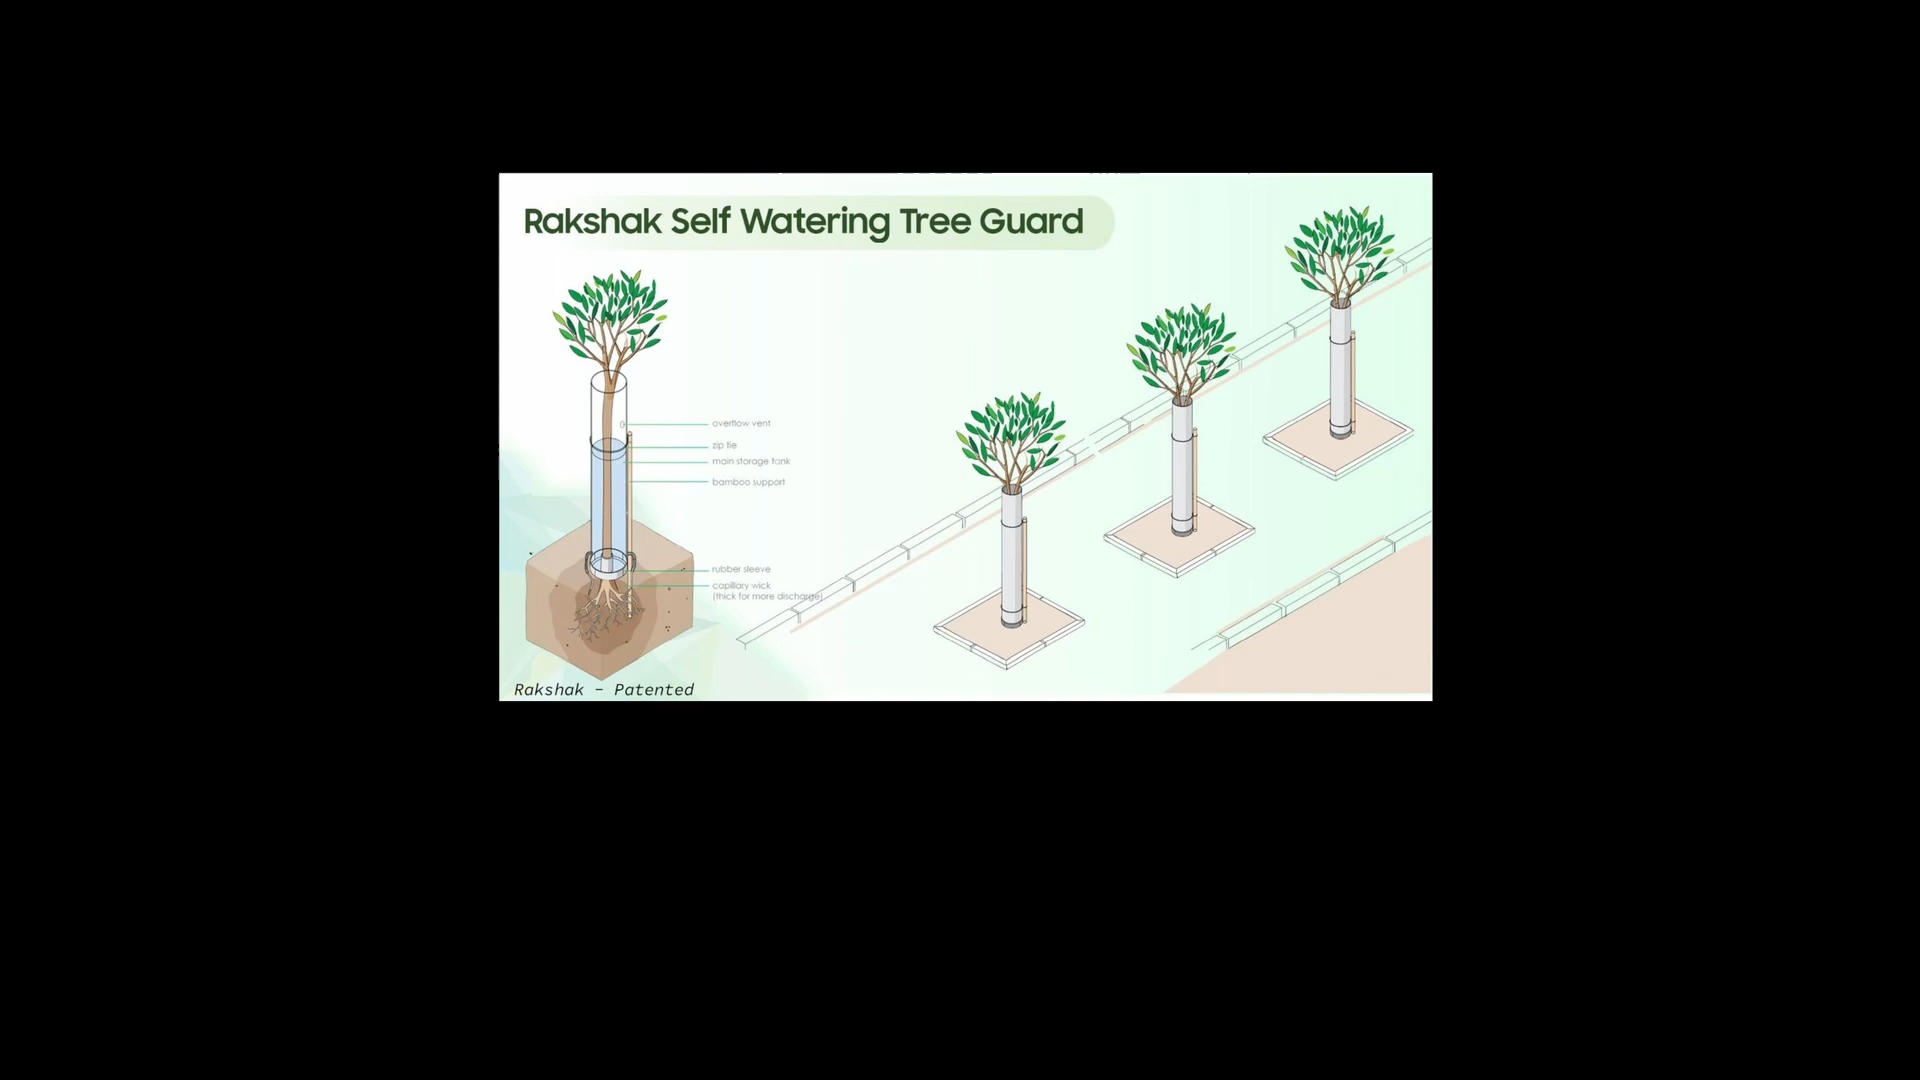 Rakshak Self Watering Tree Guard
overflow vent
zip tie
main storage tank
bamboo support
rubber sleeve
capillary wick
(thick for more discharge)
Rakshak - Patented